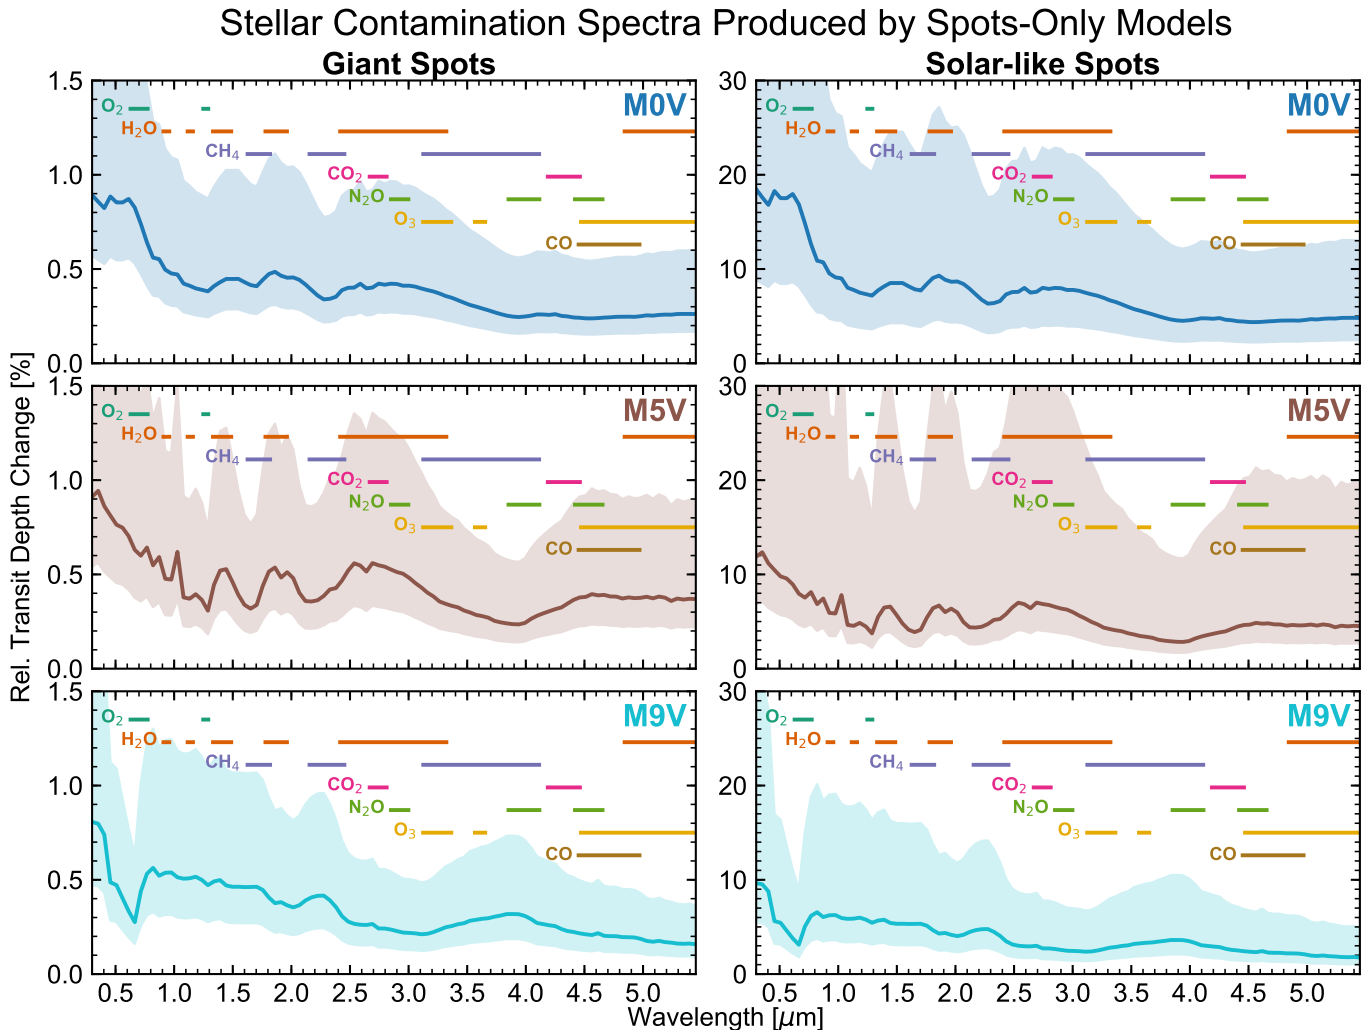 Stellar Contamination Spectra Produced by Spots-Only Models
Giant Spots
Solar-like Spots
Rel. Transit Depth Change [%]
1.5
1.0
0.5
0.0
M0V
O₂
H₂O
CH₄
CO₂
N₂O
O₃
CO
30
20
10
0
M0V
O₂
H₂O
CH₄
CO₂
N₂O
O₃
CO
1.5
1.0
0.5
0.0
M5V
O₂
H₂O
CH₄
CO₂
N₂O
O₃
CO
30
20
10
0
M5V
O₂
H₂O
CH₄
CO₂
N₂O
O₃
CO
1.5
1.0
0.5
0.0
M9V
O₂
H₂O
CH₄
CO₂
N₂O
O₃
CO
0.5 1.0 1.5 2.0 2.5 3.0 3.5 4.0 4.5 5.0
30
20
10
0
M9V
O₂
H₂O
CH₄
CO₂
N₂O
O₃
CO
0.5 1.0 1.5 2.0 2.5 3.0 3.5 4.0 4.5 5.0
Wavelength [μm]